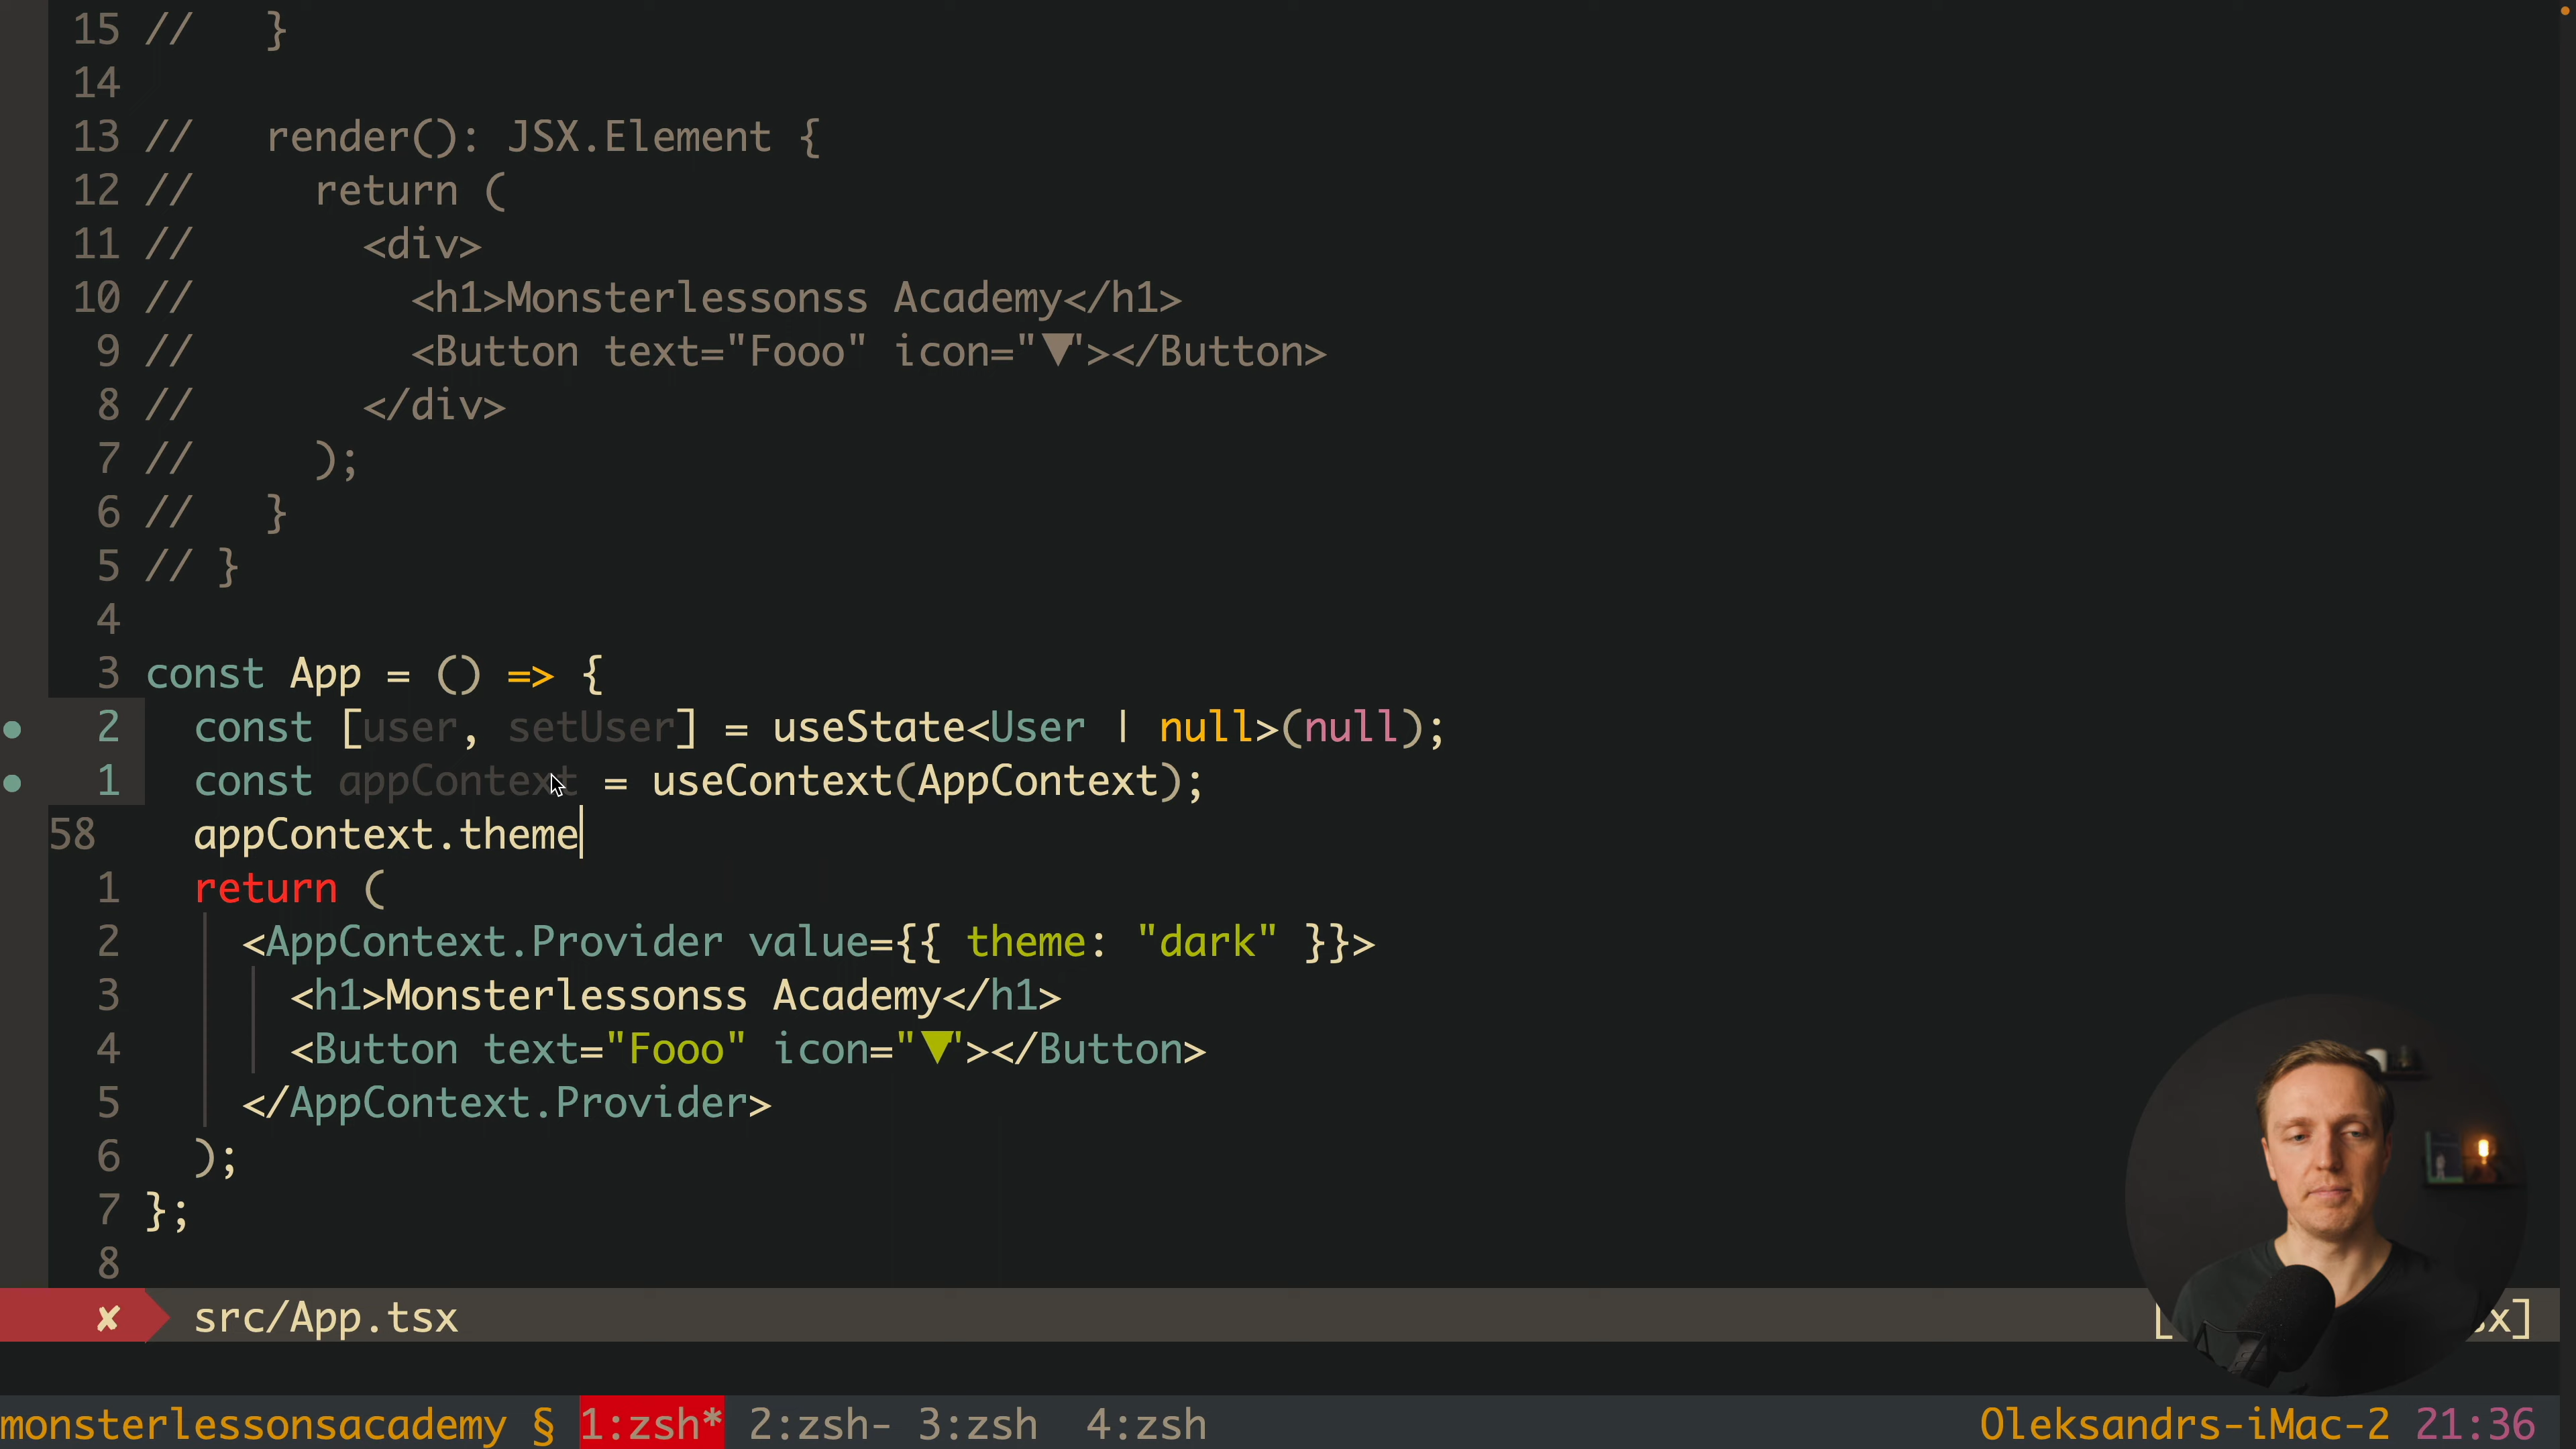 15 //   }
14
13 //   render(): JSX.Element {
12 //     return (
11 //       <div>
10 //         <h1>Monsterlessonss Academy</h1>
9 //         <Button text="Fooo" icon="▼"></Button>
8 //       </div>
7 //     );
6 //   }
5 // }
4
3 const App = () => {
2   const [user, setUser] = useState<User | null>(null);
1   const appContext = useContext(AppContext);
58   appContext.theme
1   return (
2     <AppContext.Provider value={{ theme: "dark" }}>
3       <h1>Monsterlessonss Academy</h1>
4       <Button text="Fooo" icon="▼"></Button>
5     </AppContext.Provider>
6   );
7 };
8
✘ src/App.tsx [ x]
monsterlessonsacademy § 1:zsh* 2:zsh- 3:zsh 4:zsh Oleksandrs-iMac-2 21:36